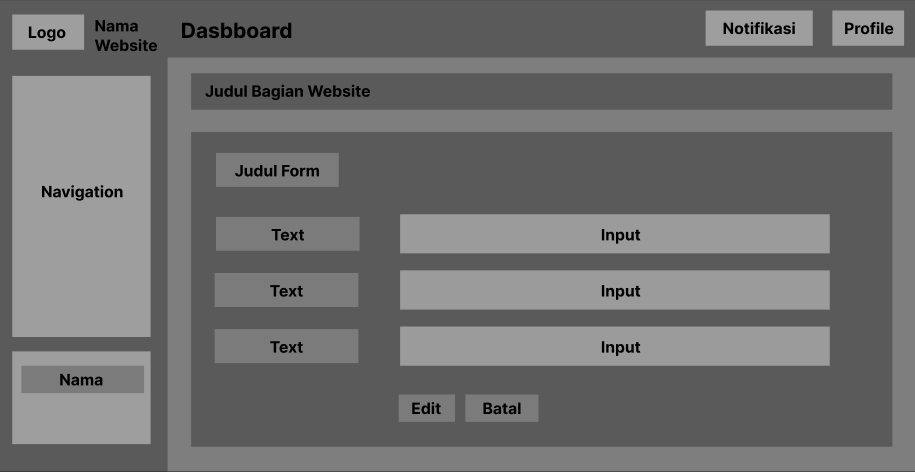 Logo
Nama
Website
Dasbboard
Notifikasi
Profile
Navigation
Nama
Judul Bagian Website
Judul Form
Text
Input
Text
Input
Text
Input
Edit
Batal